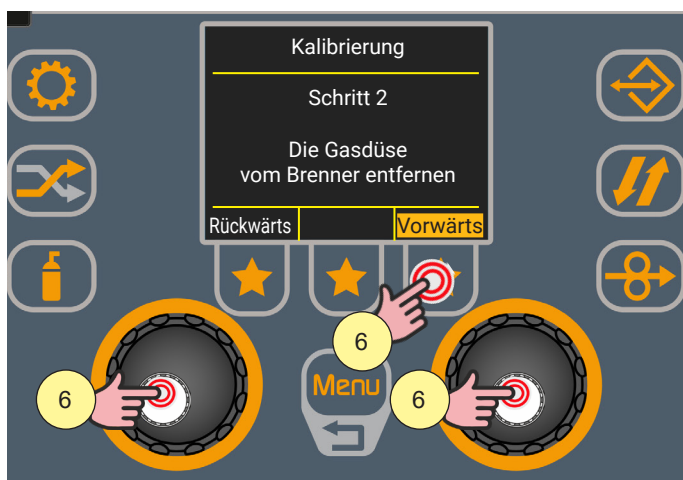 Kalibrierung
Schritt 2
Die Gasdüse
vom Brenner entfernen
Rückwärts Vorwärts
6
6
Menu
6